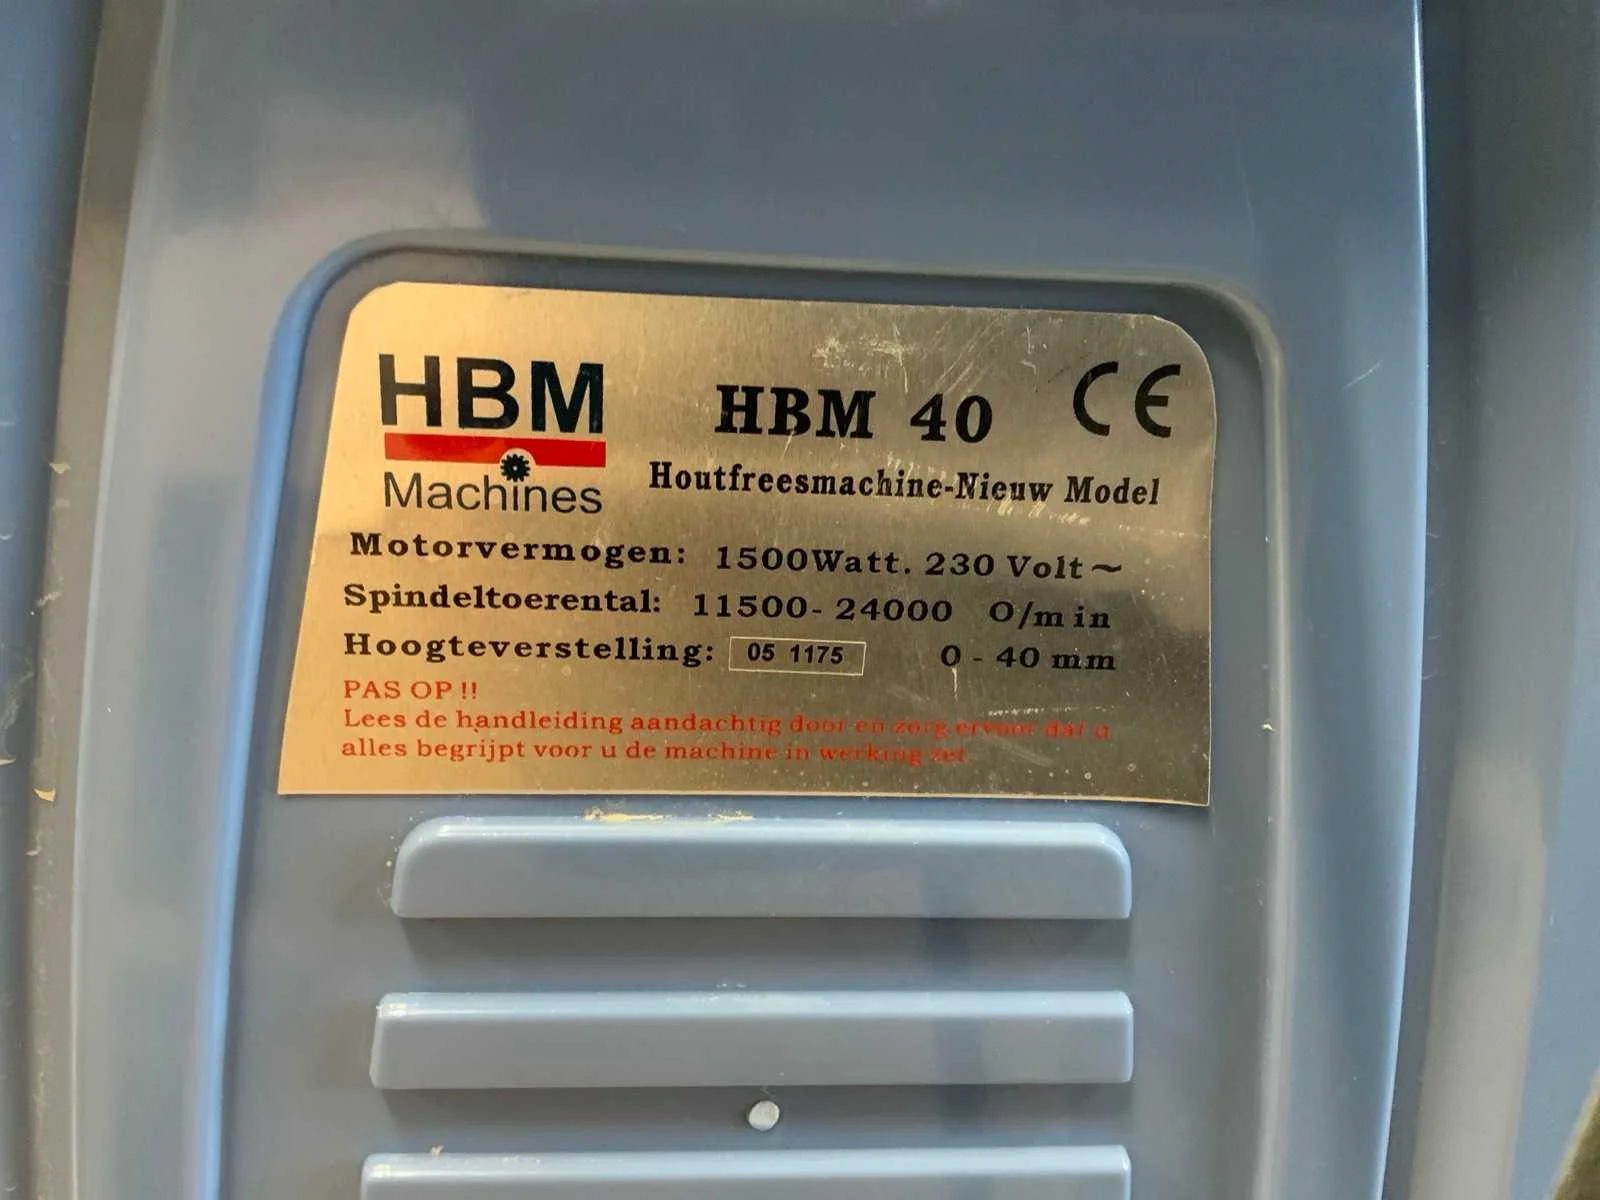 HBM
Machines
HBM 40
CE
Houtfreesmachine-Nieuw Model
Motorvermogen: 1500Watt. 230 Volt~
Spindeltoerental: 11500- 24000 O/min
Hoogteverstelling: 05 1175 0 - 40 mm
PAS OP !!
Lees de handleiding aandachtig door en zorg ervoor dat u
alles begrijpt voor u de machine in werking zet.